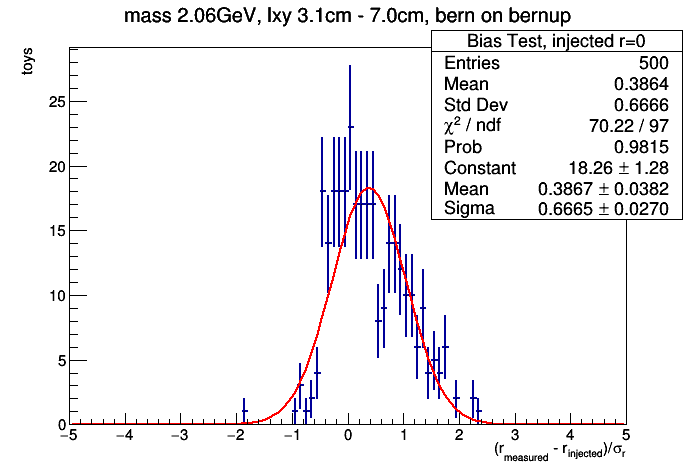 mass 2.06GeV, lxy 3.1cm - 7.0cm, bern on bernup
Bias Test, injected r=0
Entries 500
Mean 0.3864
Std Dev 0.6666
χ² / ndf 70.22 / 97
Prob 0.9815
Constant 18.26 ± 1.28
Mean 0.3867 ± 0.0382
Sigma 0.6665 ± 0.0270
toys
25
20
15
10
5
0
−5 −4 −3 −2 −1 0 1 2 3 4 5
(r_measured - r_injected)/σ_r